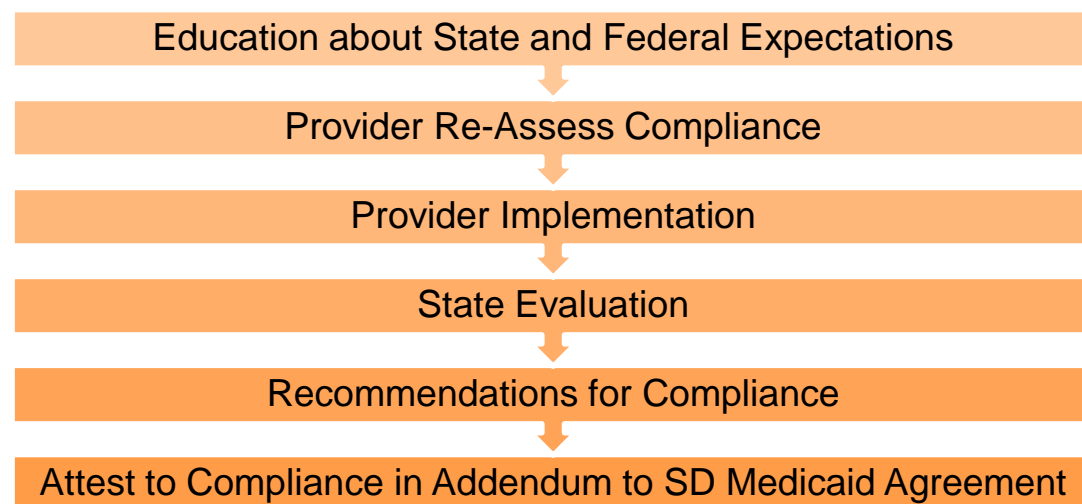 Education about State and Federal Expectations
Provider Re-Assess Compliance
Provider Implementation
State Evaluation
Recommendations for Compliance
Attest to Compliance in Addendum to SD Medicaid Agreement